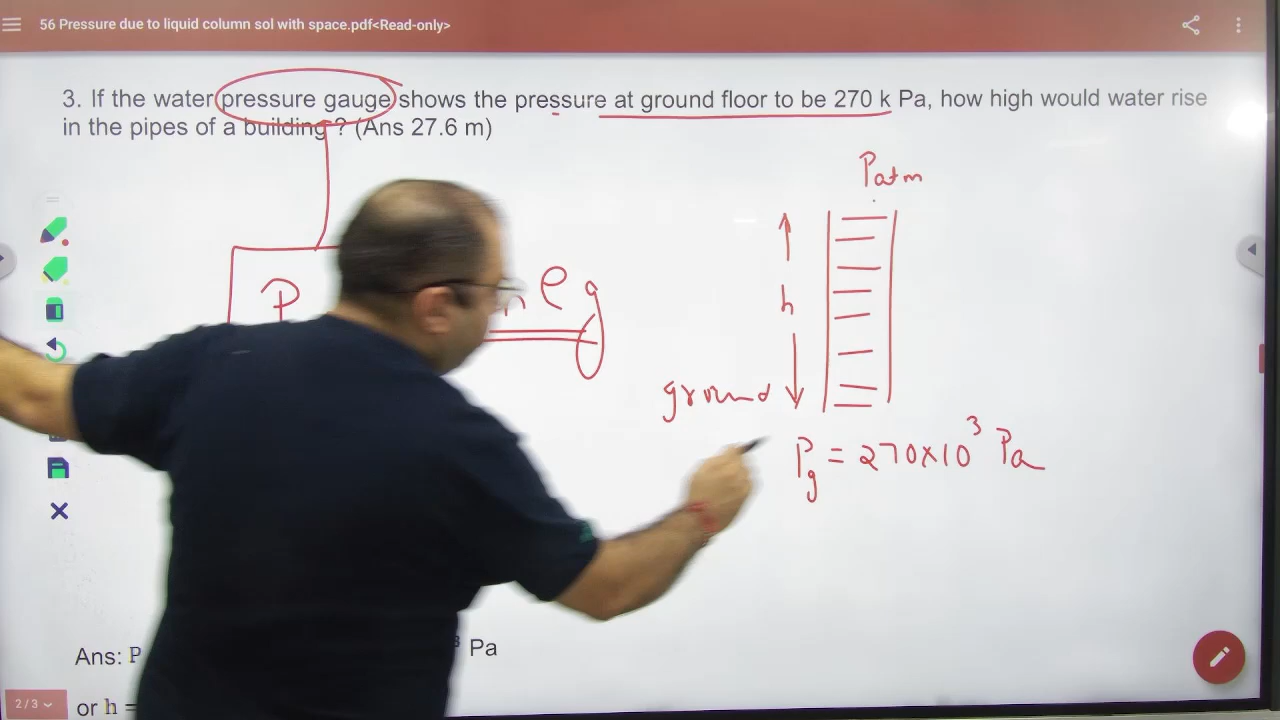 56 Pressure due to liquid column sol with space.pdf<Read-only>
3. If the water pressure gauge shows the pressure at ground floor to be 270 k Pa, how high would water rise
in the pipes of a building ? (Ans 27.6 m)
Patm
P
ρ g
h
ground
Pg = 270×10³ Pa
Ans: P
Pa
or h =
2/3